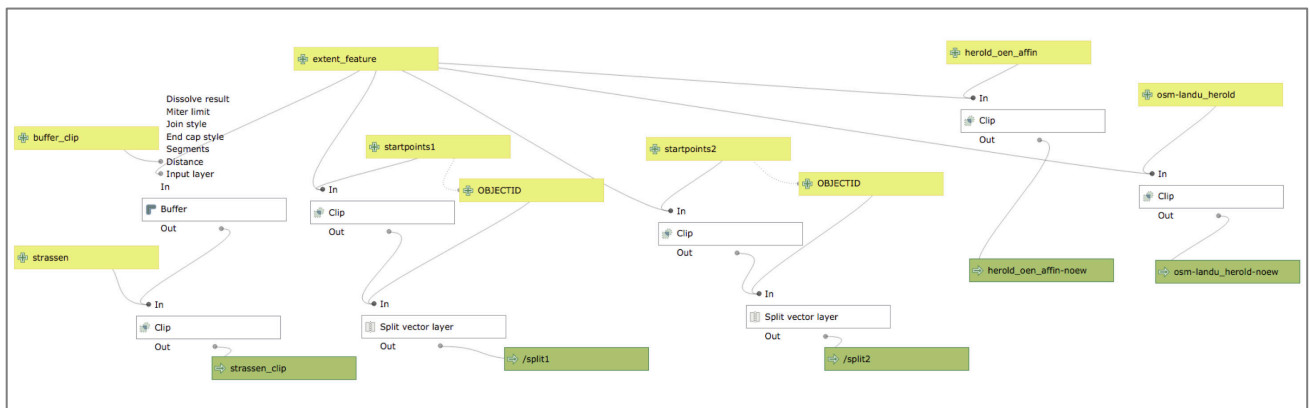 herold_oen_affin
extent_feature
osm-landu_herold
Dissolve result
Miter limit
Join style
End cap style
Segments
Distance
Input layer
In
buffer_clip
Buffer
Out
startpoints1
In
OBJECTID
Clip
Out
startpoints2
OBJECTID
In
Clip
Out
In
Clip
Out
In
Clip
Out
strassen
In
Clip
Out
strassen_clip
In
Split vector layer
Out
/split1
In
Split vector layer
Out
/split2
herold_oen_affin-noew
osm-landu_herold-noew